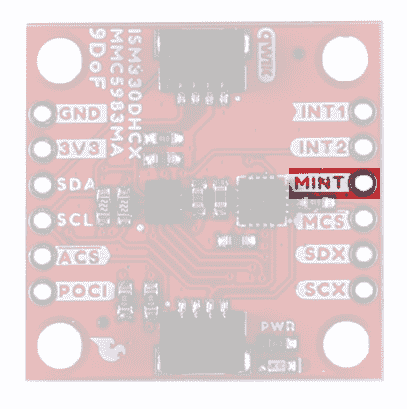 ISM330DHCX
MMC5983MA
9DoF
QWIIC
GND
3V3
SDA
SCL
ACS
POCI
INT1
INT2
MINT
MCS
SDX
SCX
PWR